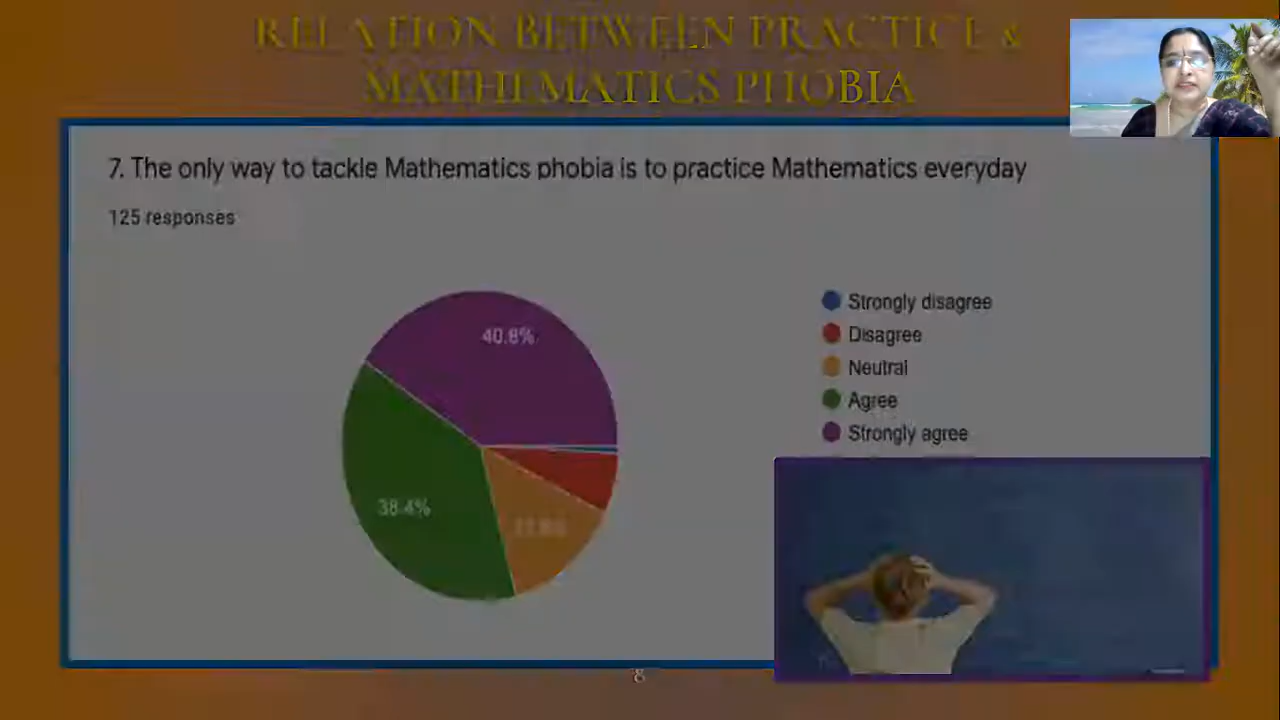 RELATION BETWEEN PRACTICE &
MATHEMATICS PHOBIA
7. The only way to tackle Mathematics phobia is to practice Mathematics everyday
125 responses
40.8%
38.4%
Strongly disagree
Disagree
Neutral
Agree
Strongly agree
8